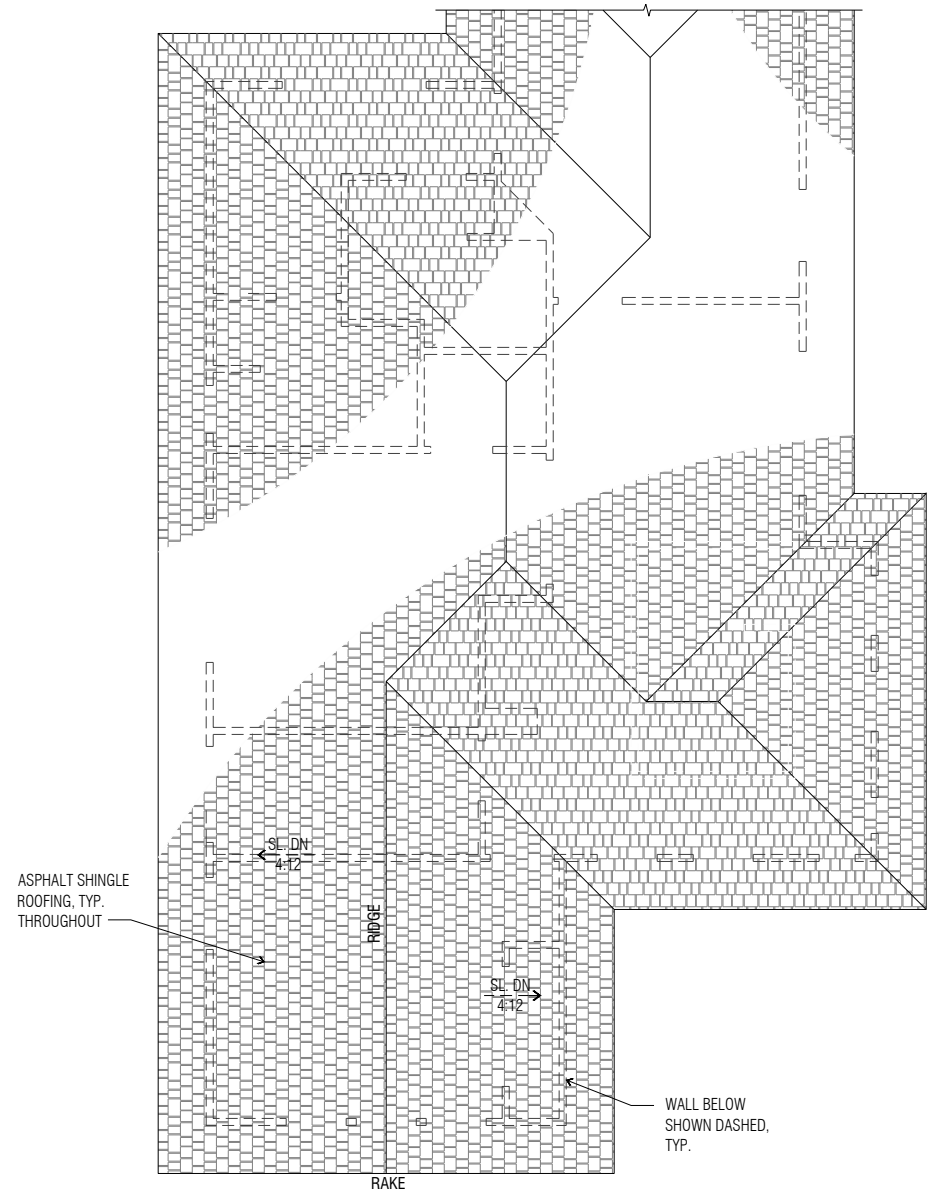 SL. DN
4:12
ASPHALT SHINGLE
ROOFING, TYP.
THROUGHOUT
RIDGE
SL. DN
4:12
WALL BELOW
SHOWN DASHED,
TYP.
RAKE